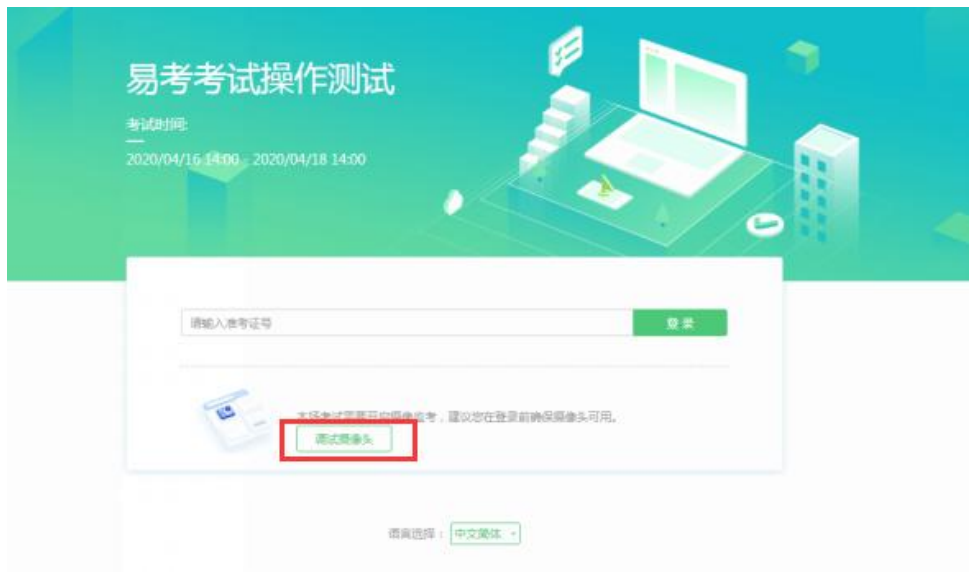 易考考试操作测试
考试时间:
2020/04/16 14:00 - 2020/04/18 14:00
请输入准考证号
登 录
本场考试需要开启摄像监考，建议您在登录前确保摄像头可用。
调试摄像头
语言选择： 中文简体